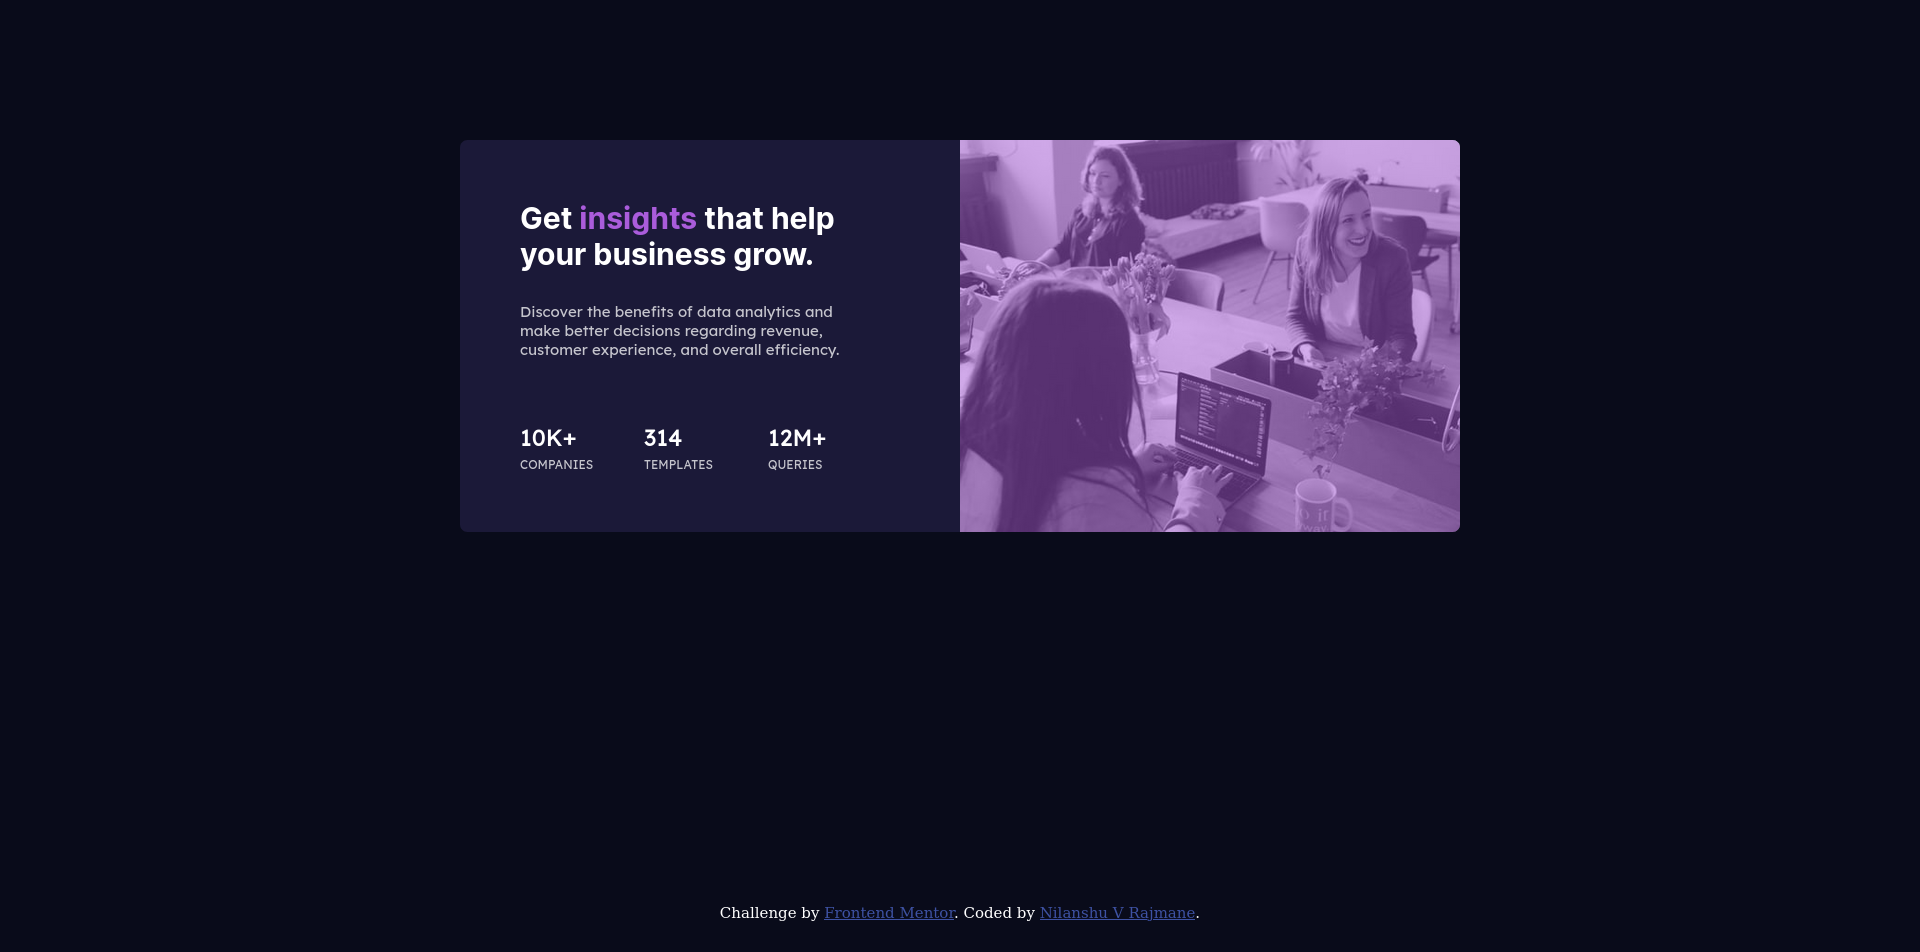 Get insights that help
your business grow.
Discover the benefits of data analytics and
make better decisions regarding revenue,
customer experience, and overall efficiency.
10K+ 314 12M+
COMPANIES TEMPLATES QUERIES
Challenge by Frontend Mentor. Coded by Nilanshu V Rajmane.